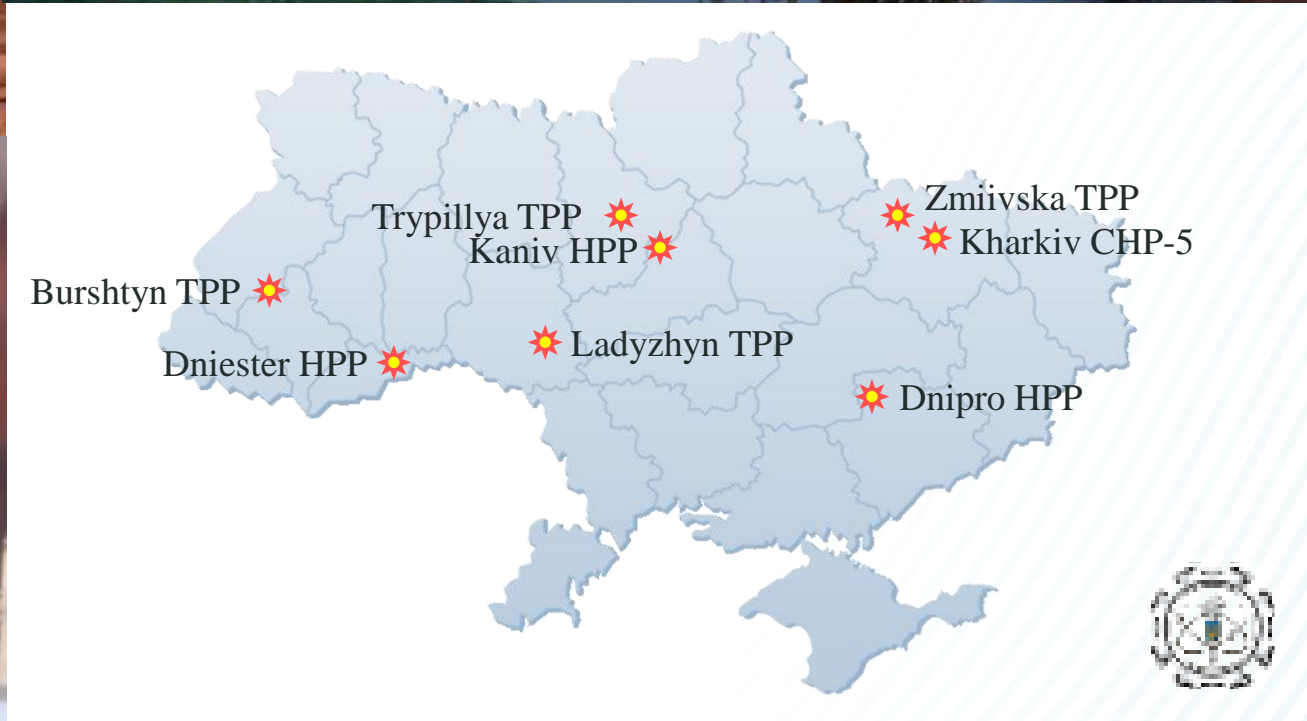 Zmiivska TPP
Trypillya TPP
Kharkiv CHP-5
Kaniv HPP
Burshtyn TPP
Ladyzhyn TPP
Dniester HPP
Dnipro HPP